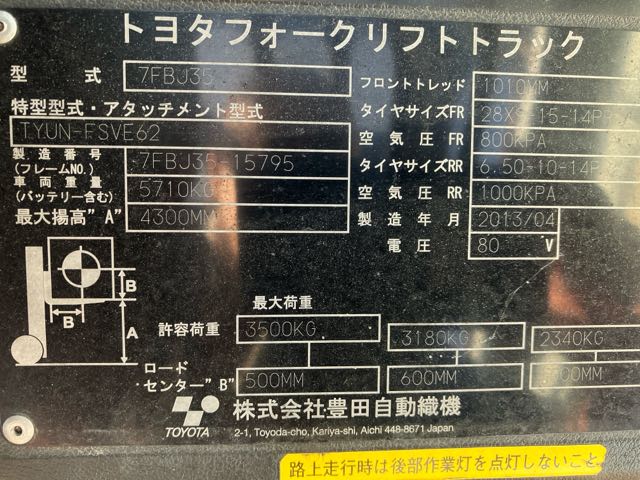 トヨタフォークリフトトラック
型式 7FBJ35
特型型式・アタッチメント型式
TYUN-FSVE62
製造番号(フレームNO.) 7FBJ35-15795
車両重量(バッテリー含む) 5710KG
最大揚高"A" 4300MM
フロントトレッド 1010MM
タイヤサイズFR 28X9-15-14PR
空気圧FR 800KPA
タイヤサイズRR 6.50-10-14P
空気圧RR 1000KPA
製造年月 2013/04
電圧 80 V
B
B
A
最大荷重
許容荷重 3500KG 3180KG 2340KG
ロードセンター"B" 500MM 600MM 00MM
TOYOTA 株式会社豊田自動織機
2-1, Toyoda-cho, Kariya-shi, Aichi 448-8671 Japan
路上走行時は後部作業灯を点灯しないこと